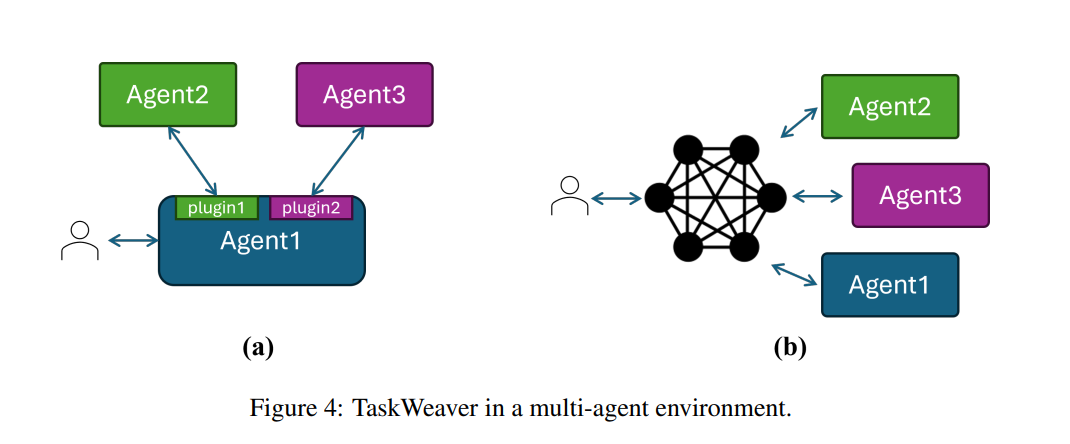 Agent2
Agent3
plugin1
plugin2
Agent1
(a)
Agent2
Agent3
Agent1
(b)
Figure 4: TaskWeaver in a multi-agent environment.